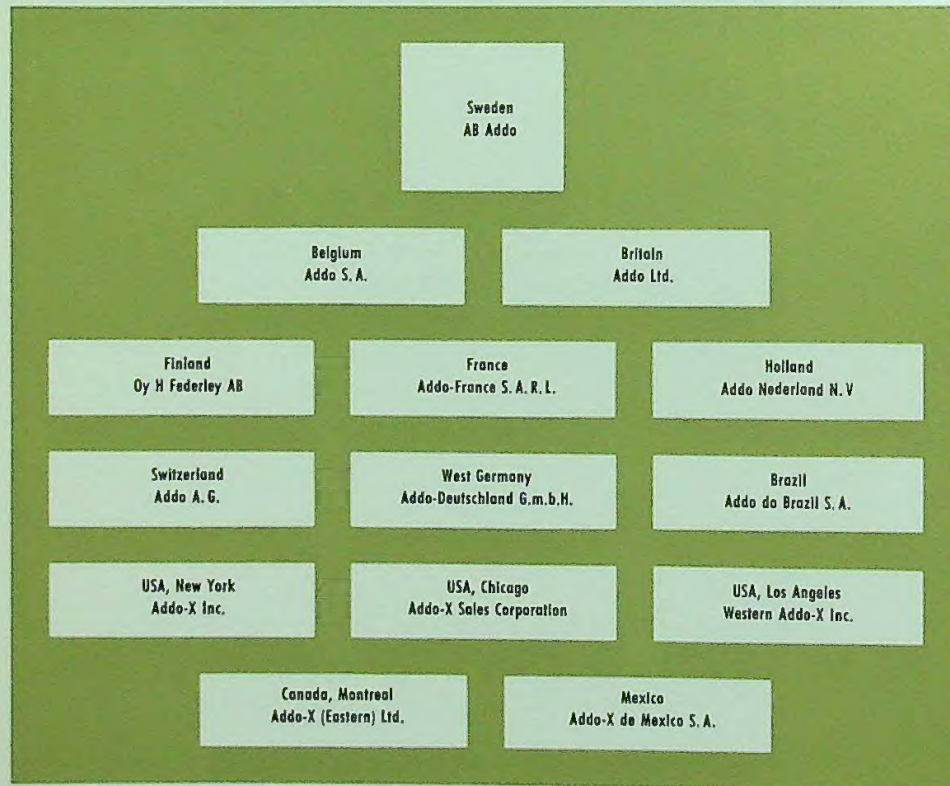 Sweden
AB Addo
Belgium
Addo S.A.
Britain
Addo Ltd.
Finland
Oy H Federley AB
France
Addo-France S.A.R.L.
Holland
Addo Nederland N.V
Switzerland
Addo A.G.
West Germany
Addo-Deutschland G.m.b.H.
Brazil
Addo do Brazil S.A.
USA, New York
Addo-X Inc.
USA, Chicago
Addo-X Sales Corporation
USA, Los Angeles
Western Addo-X Inc.
Canada, Montreal
Addo-X (Eastern) Ltd.
Mexico
Addo-X de Mexico S.A.